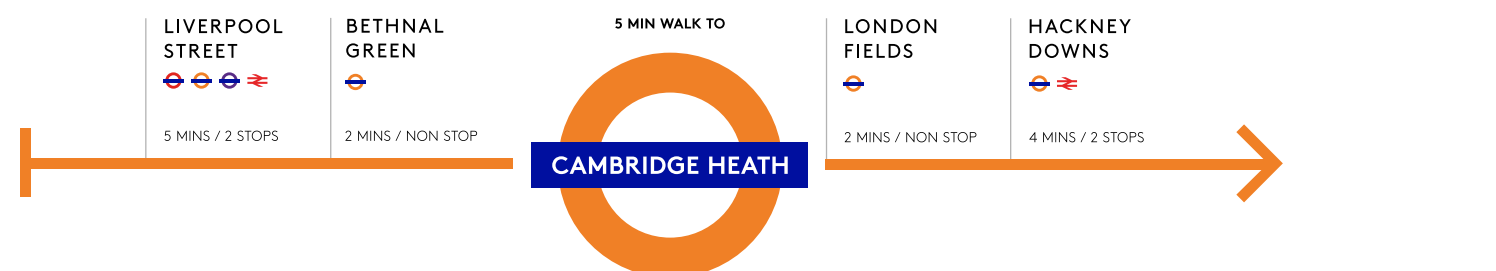 LIVERPOOL
STREET
5 MINS / 2 STOPS
BETHNAL
GREEN
2 MINS / NON STOP
5 MIN WALK TO
CAMBRIDGE HEATH
LONDON
FIELDS
2 MINS / NON STOP
HACKNEY
DOWNS
4 MINS / 2 STOPS